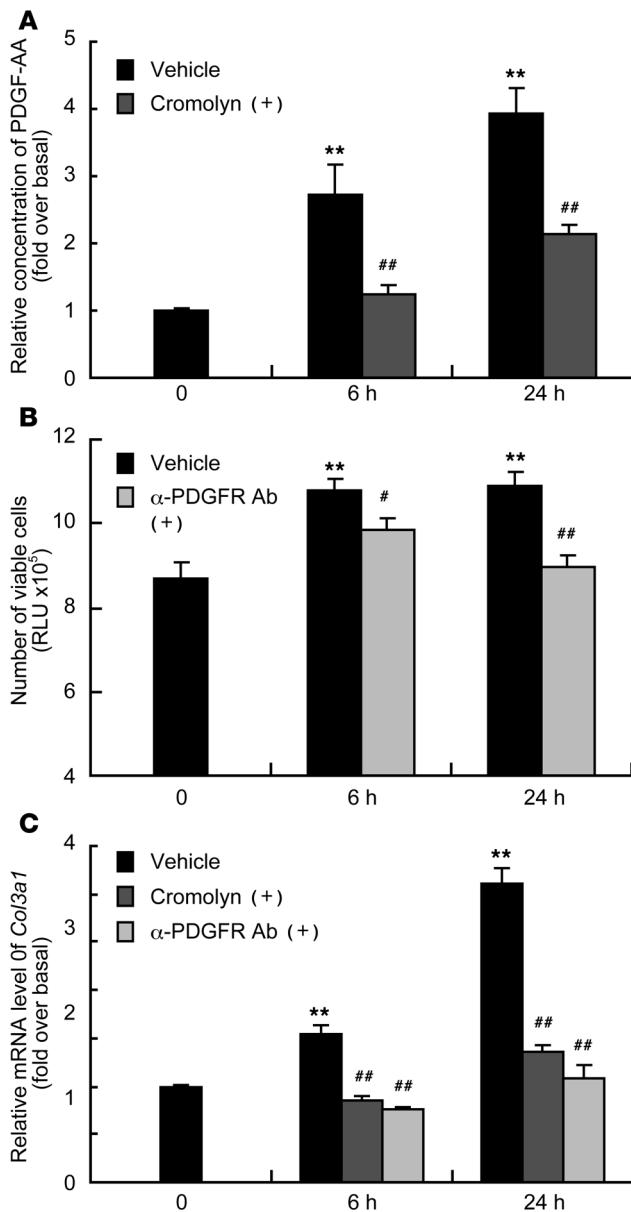 A
Relative concentration of PDGF-AA
(fold over basal)
5
4
3
2
1
0
Vehicle
Cromolyn (+)
**
##
**
##
0
6 h
24 h
B
Number of viable cells
(RLU x10⁵)
12
10
8
6
4
Vehicle
α-PDGFR Ab
(+)
**
#
**
##
0
6 h
24 h
C
Relative mRNA level 0f Col3a1
(fold over basal)
4
3
2
1
0
Vehicle
Cromolyn (+)
α-PDGFR Ab (+)
**
##
##
**
##
##
0
6 h
24 h